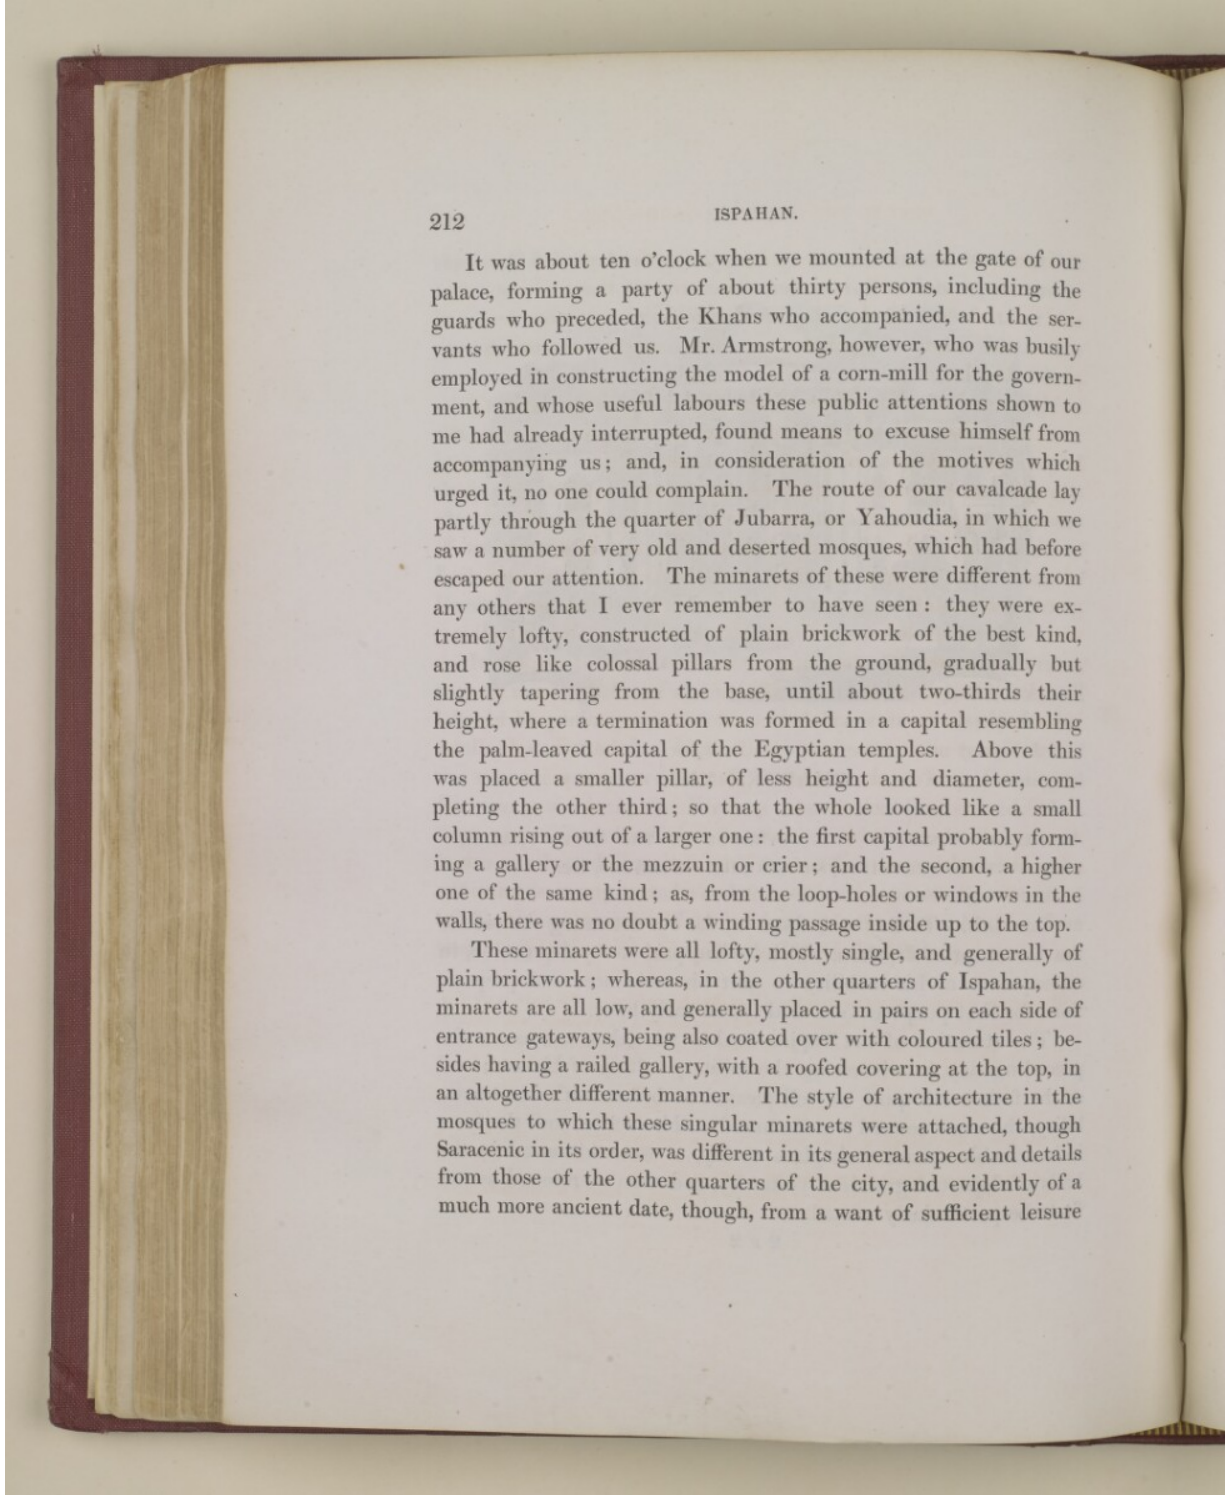 212
ISPAHAN.
It was about ten o'clock when we mounted at the gate of our
palace, forming a party of about thirty persons, including the
guards who preceded, the Khans who accompanied, and the ser-
vants who followed us. Mr. Armstrong, however, who was busily
employed in constructing the model of a corn-mill for the govern-
ment, and whose useful labours these public attentions shown to
me had already interrupted, found means to excuse himself from
accompanying us; and, in consideration of the motives which
urged it, no one could complain. The route of our cavalcade lay
partly through the quarter of Jubarra, or Yahoudia, in which we
saw a number of very old and deserted mosques, which had before
escaped our attention. The minarets of these were different from
any others that I ever remember to have seen: they were ex-
tremely lofty, constructed of plain brickwork of the best kind,
and rose like colossal pillars from the ground, gradually but
slightly tapering from the base, until about two-thirds their
height, where a termination was formed in a capital resembling
the palm-leaved capital of the Egyptian temples. Above this
was placed a smaller pillar, of less height and diameter, com-
pleting the other third; so that the whole looked like a small
column rising out of a larger one: the first capital probably form-
ing a gallery or the mezzuin or crier; and the second, a higher
one of the same kind; as, from the loop-holes or windows in the
walls, there was no doubt a winding passage inside up to the top.
These minarets were all lofty, mostly single, and generally of
plain brickwork; whereas, in the other quarters of Ispahan, the
minarets are all low, and generally placed in pairs on each side of
entrance gateways, being also coated over with coloured tiles; be-
sides having a railed gallery, with a roofed covering at the top, in
an altogether different manner. The style of architecture in the
mosques to which these singular minarets were attached, though
Saracenic in its order, was different in its general aspect and details
from those of the other quarters of the city, and evidently of a
much more ancient date, though, from a want of sufficient leisure